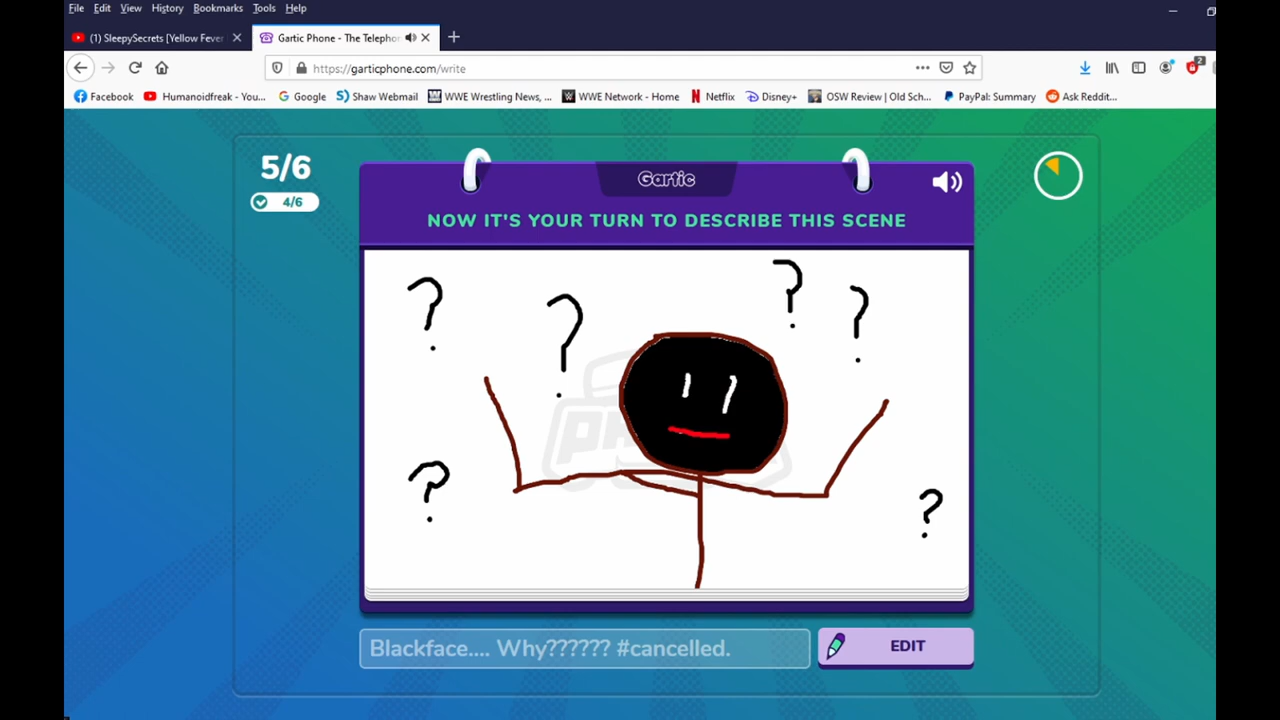 File Edit View History Bookmarks Tools Help
(1) SleepySecrets [Yellow Fever
Gartic Phone - The Telepho
https://garticphone.com/write
Facebook Humanoidfreak - You... Google Shaw Webmail WWE Wrestling News, ... WWE Network - Home Netflix Disney+ OSW Review | Old Sch... PayPal: Summary Ask Reddit...
5/6
4/6
Gartic
NOW IT'S YOUR TURN TO DESCRIBE THIS SCENE
? ? ? ?
? ?
Blackface.... Why?????? #cancelled.
EDIT